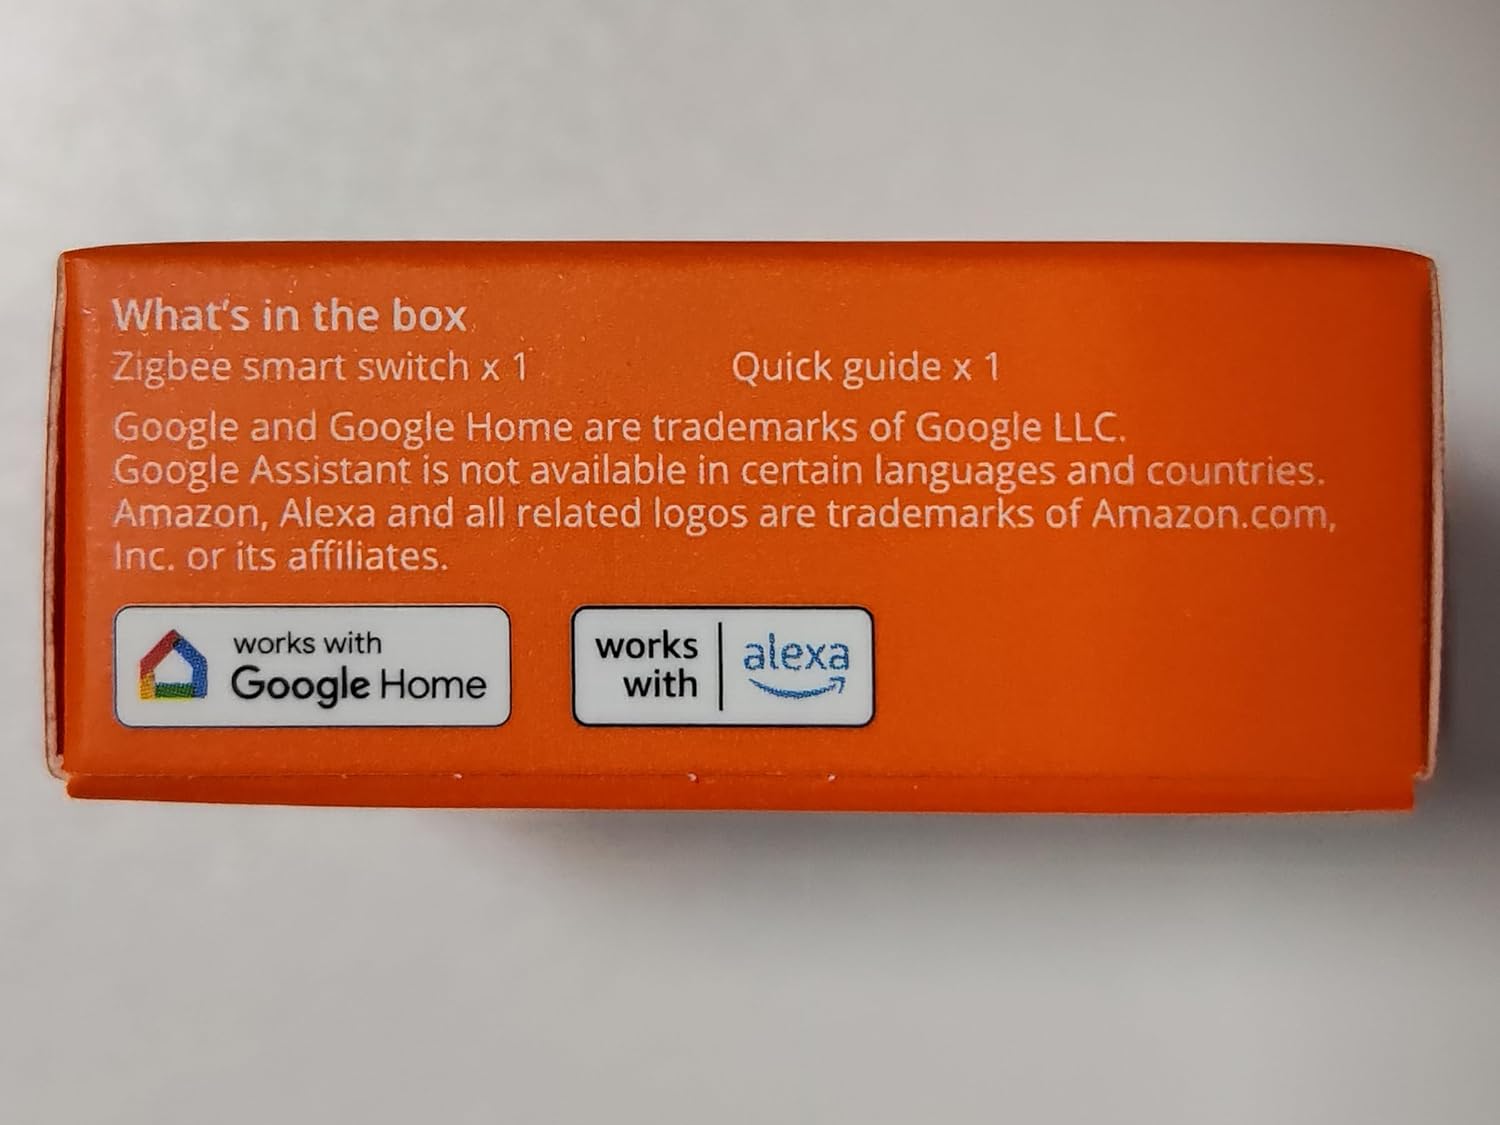 What's in the box
Zigbee smart switch x 1 Quick guide x 1
Google and Google Home are trademarks of Google LLC.
Google Assistant is not available in certain languages and countries.
Amazon, Alexa and all related logos are trademarks of Amazon.com,
Inc. or its affiliates.
works with
Google Home
works
with
alexa